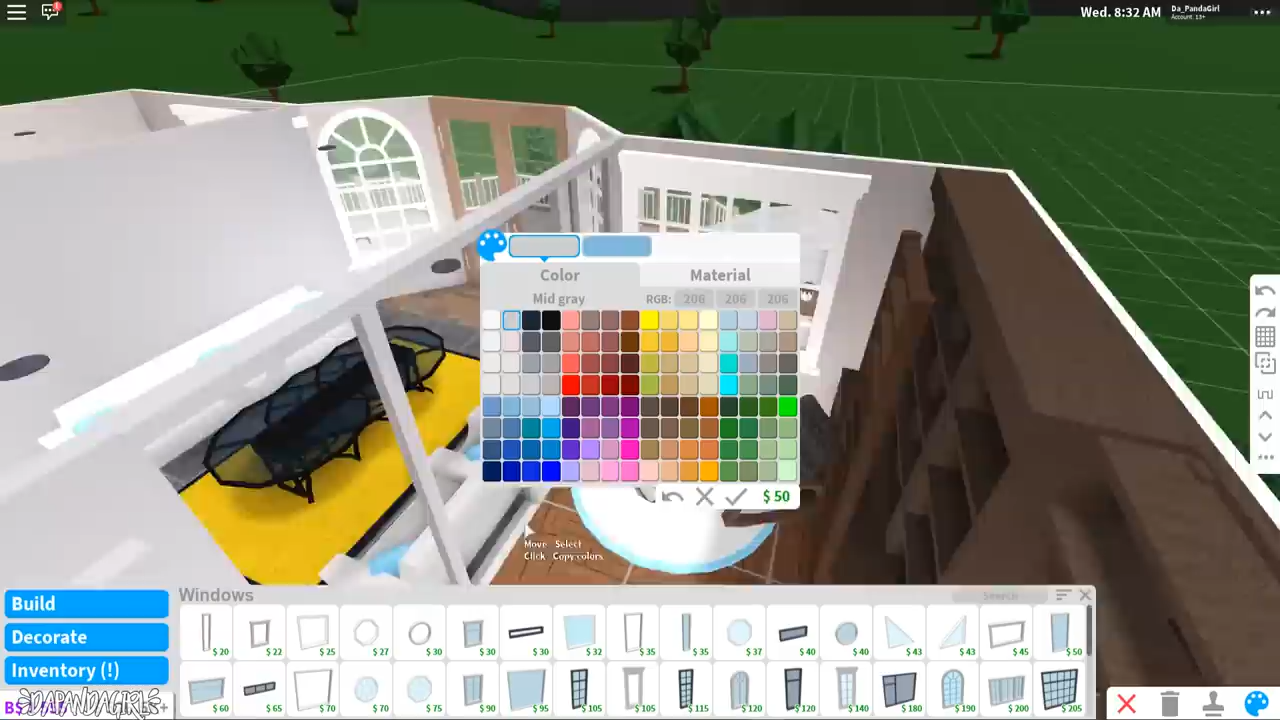 Wed. 8:32 AM
Da_PandaGirl
Account: 13+
Color
Material
Mid gray
RGB: 206 206 206
$ 50
Move Select
Click Copy colors
Build
Decorate
Inventory (!)
DAPANDAGIRL
Windows
Search
$ 20 $ 22 $ 25 $ 27 $ 30 $ 30 $ 30 $ 32 $ 35 $ 35 $ 37 $ 40 $ 40 $ 43 $ 43 $ 45 $ 50
$ 60 $ 65 $ 70 $ 70 $ 75 $ 90 $ 95 $ 105 $ 105 $ 115 $ 120 $ 120 $ 140 $ 180 $ 190 $ 200 $ 205